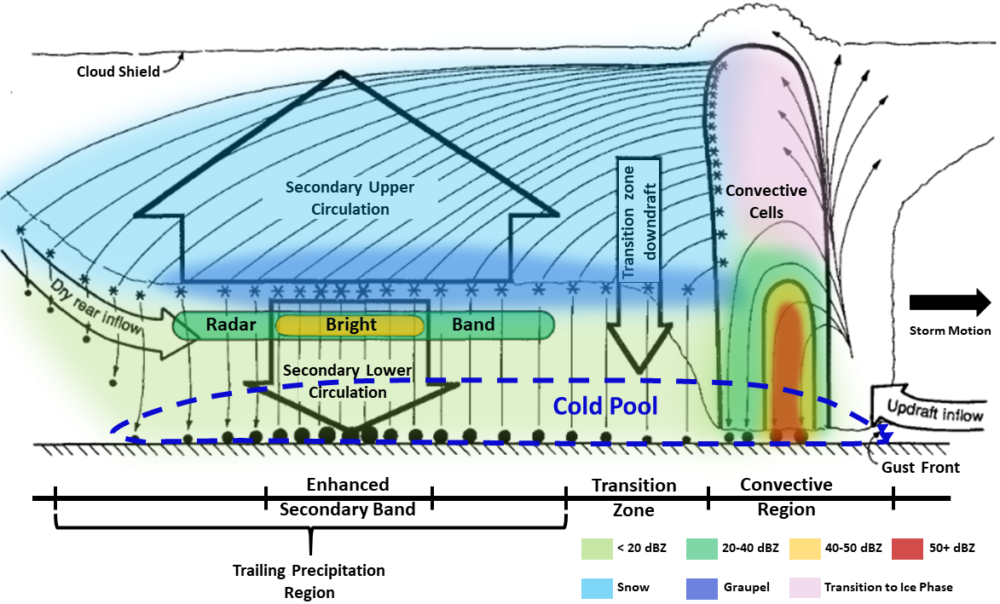 Cloud Shield
Secondary Upper
Circulation
Transition zone
downdraft
Convective
Cells
Dry rear inflow
Radar Bright Band
Storm Motion
Secondary Lower
Circulation
Cold Pool
Updraft inflow
Gust Front
Enhanced
Secondary Band
Transition
Zone
Convective
Region
Trailing Precipitation
Region
< 20 dBZ
20-40 dBZ
40-50 dBZ
50+ dBZ
Snow
Graupel
Transition to Ice Phase